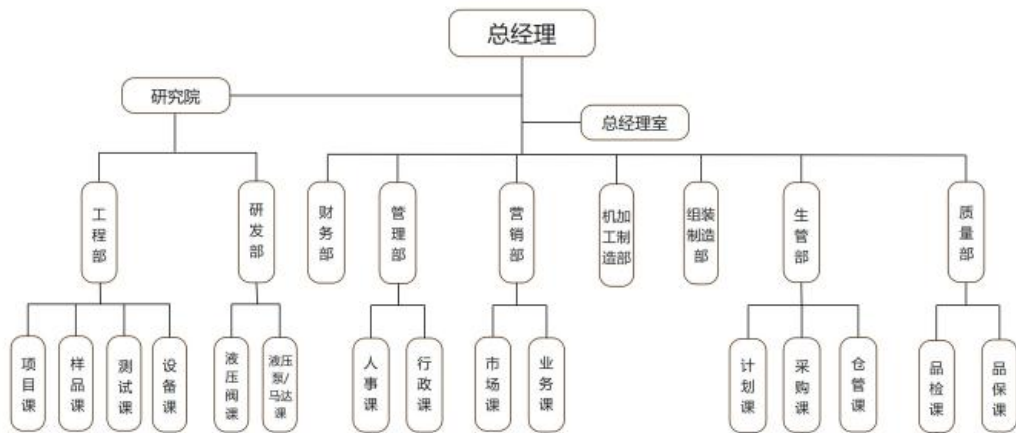 总经理
研究院
总经理室
工程部
研发部
财务部
管理部
营销部
机加工制造部
组装制造部
生管部
质量部
项目课
样品课
测试课
设备课
液压阀课
液压泵/马达课
人事课
行政课
市场课
业务课
计划课
采购课
仓管课
品检课
品保课